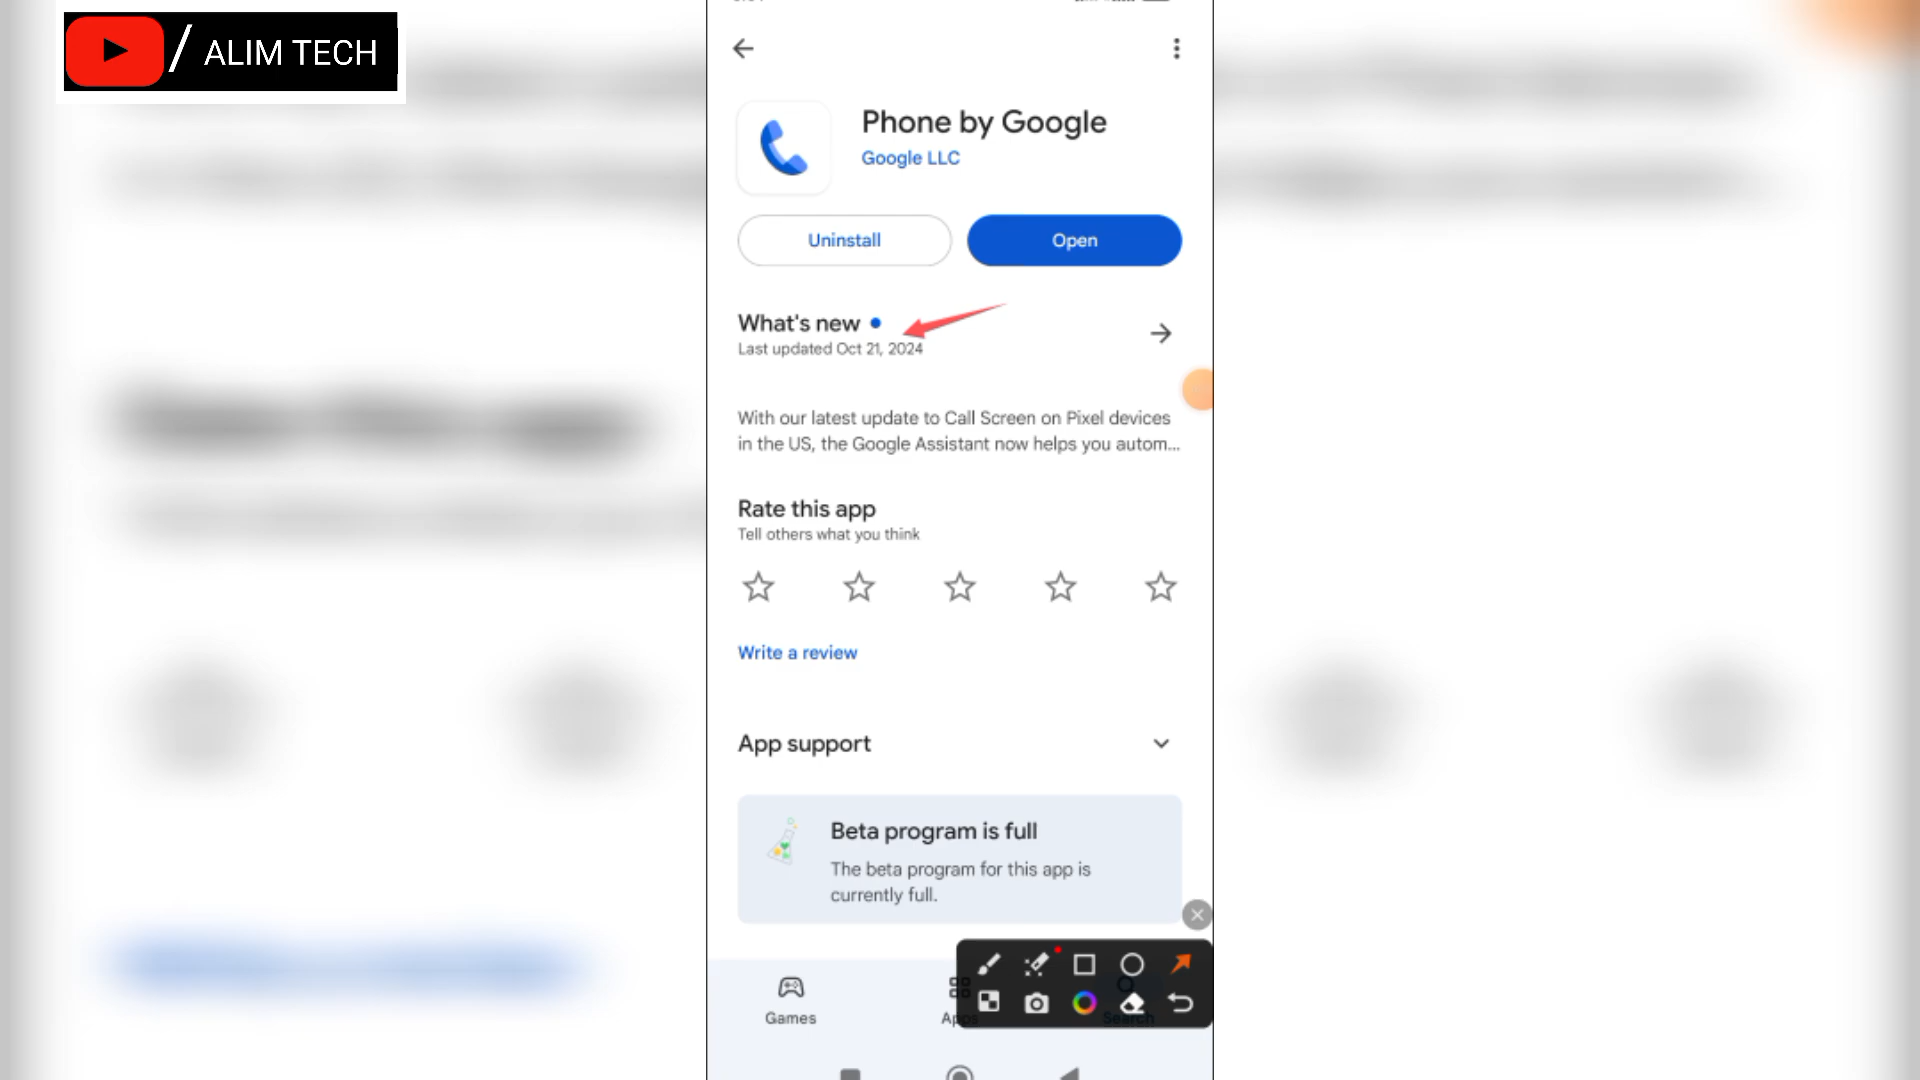 / ALIM TECH
Phone by Google
Google LLC
Uninstall
Open
What's new
Last updated Oct 21, 2024
With our latest update to Call Screen on Pixel devices
in the US, the Google Assistant now helps you autom...
Rate this app
Tell others what you think
Write a review
App support
Beta program is full
The beta program for this app is
currently full.
Games
Search